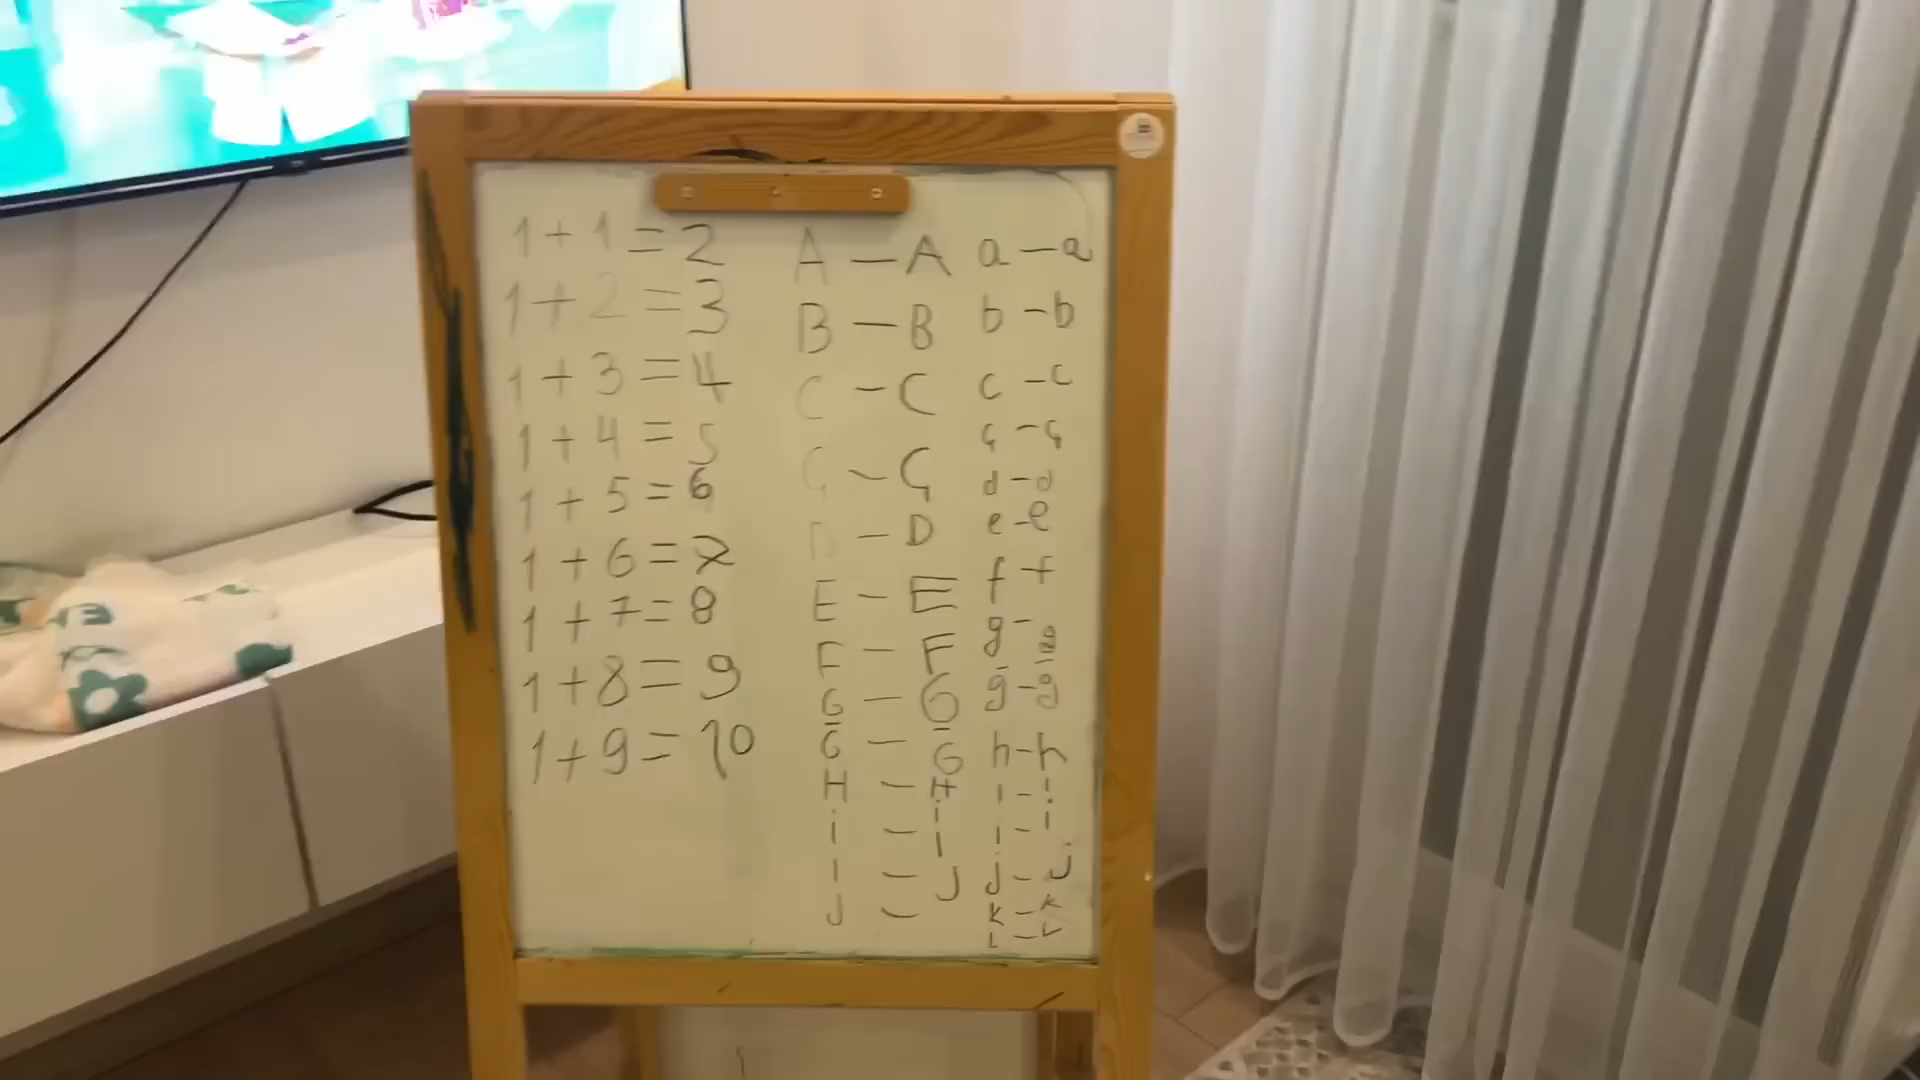 1 + 1 = 2
1 + 2 = 3
1 + 3 = 4
1 + 4 = 5
1 + 5 = 6
1 + 6 = 7
1 + 7 = 8
1 + 8 = 9
1 + 9 = 10
A – A
B – B
C – C
Ç – Ç
D – D
E – E
F – F
G – G
Ğ – Ğ
H – H
İ – İ
I – J
J –
a – a
b – b
c – c
ç – ç
d – d
e – e
f – f
g – g
ğ – ğ
h – h
ı – i
ı – i
j – j
k – k
L – L